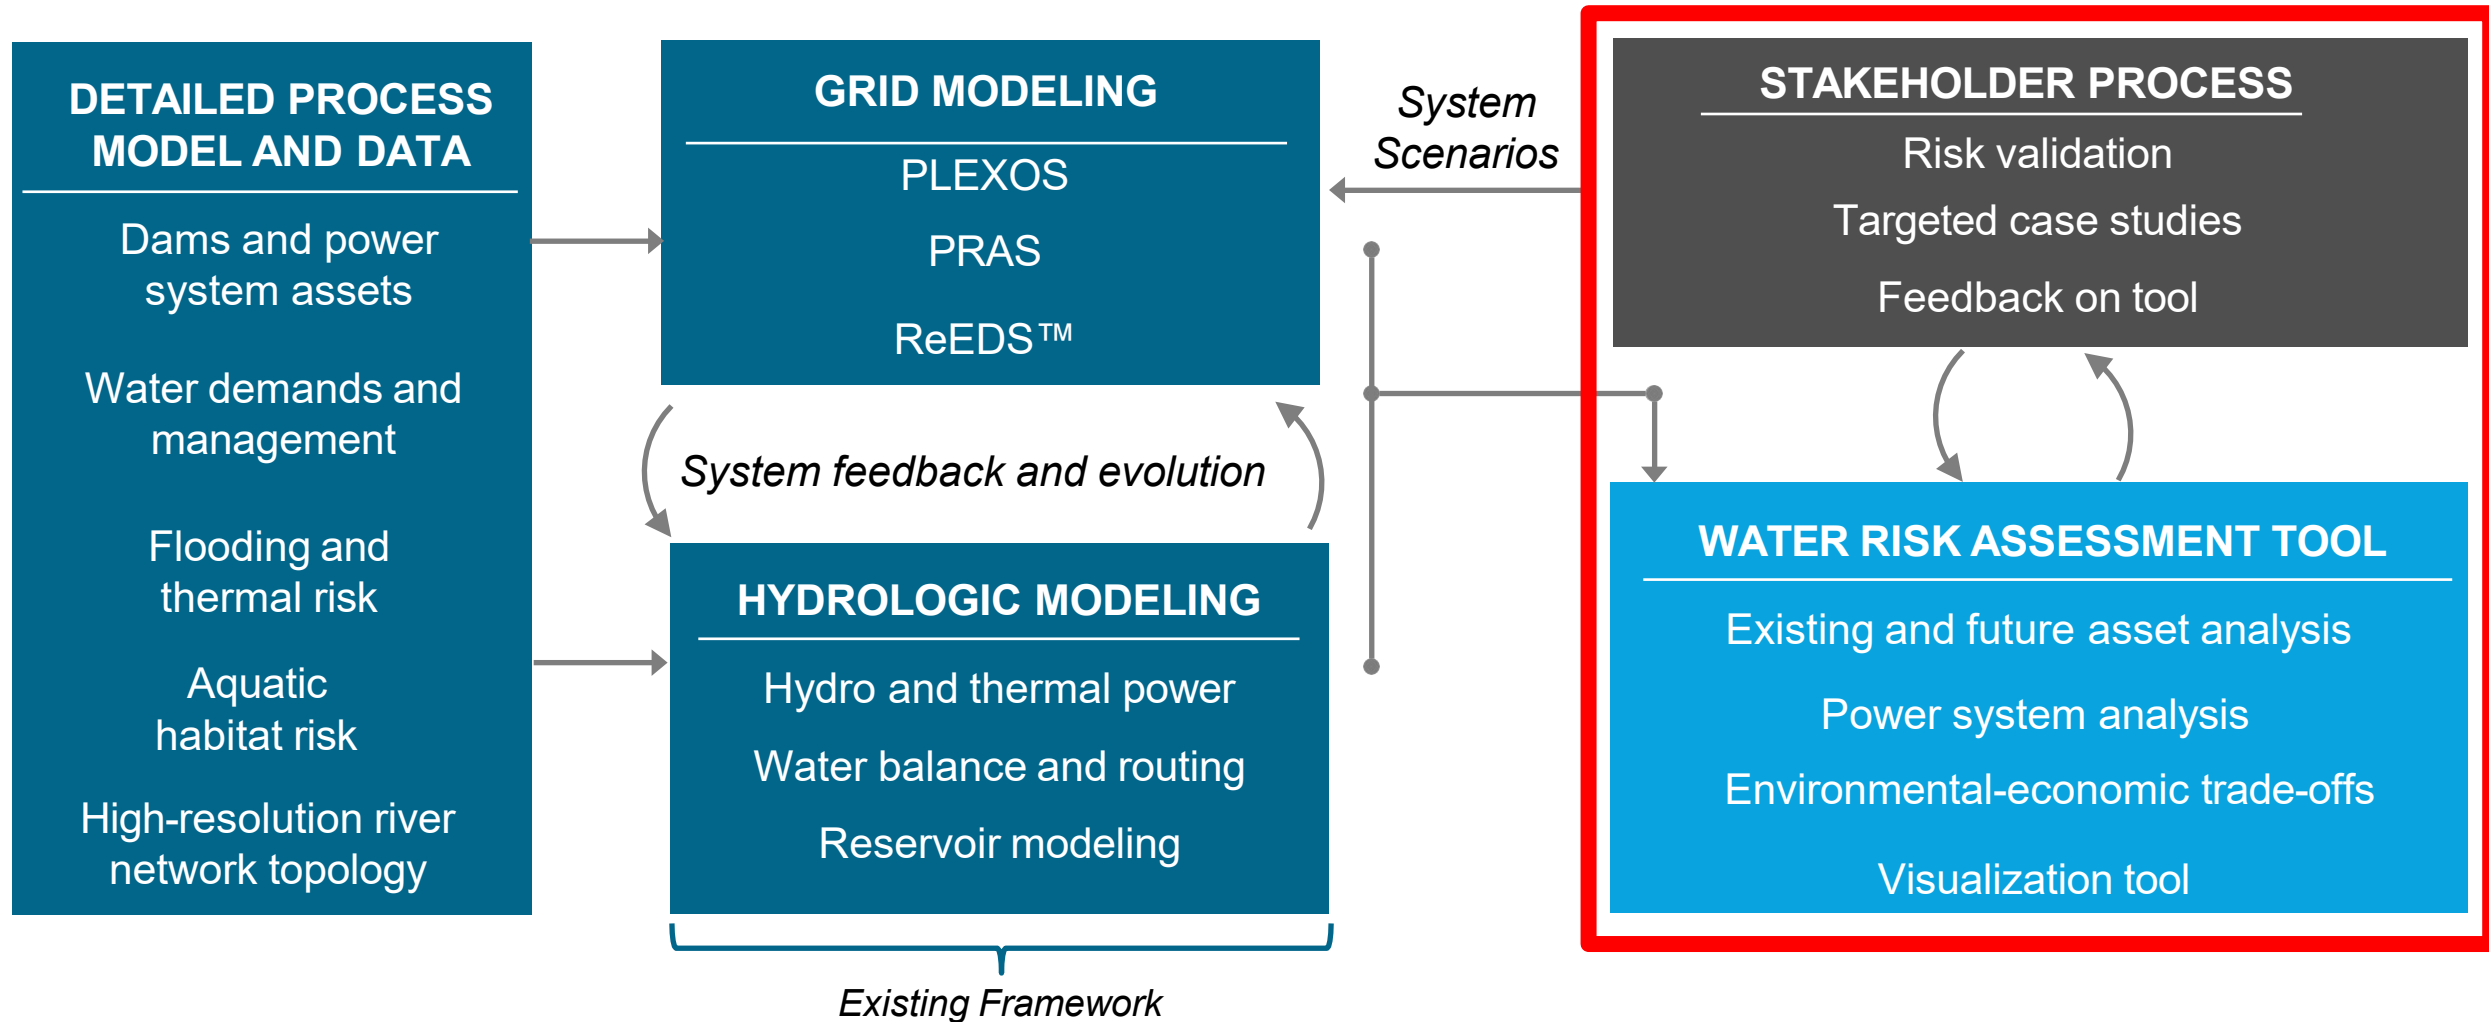 DETAILED PROCESS
MODEL AND DATA
Dams and power
system assets
Water demands and
management
Flooding and
thermal risk
Aquatic
habitat risk
High-resolution river
network topology
GRID MODELING
PLEXOS
PRAS
ReEDS™
System feedback and evolution
HYDROLOGIC MODELING
Hydro and thermal power
Water balance and routing
Reservoir modeling
Existing Framework
System
Scenarios
STAKEHOLDER PROCESS
Risk validation
Targeted case studies
Feedback on tool
WATER RISK ASSESSMENT TOOL
Existing and future asset analysis
Power system analysis
Environmental-economic trade-offs
Visualization tool